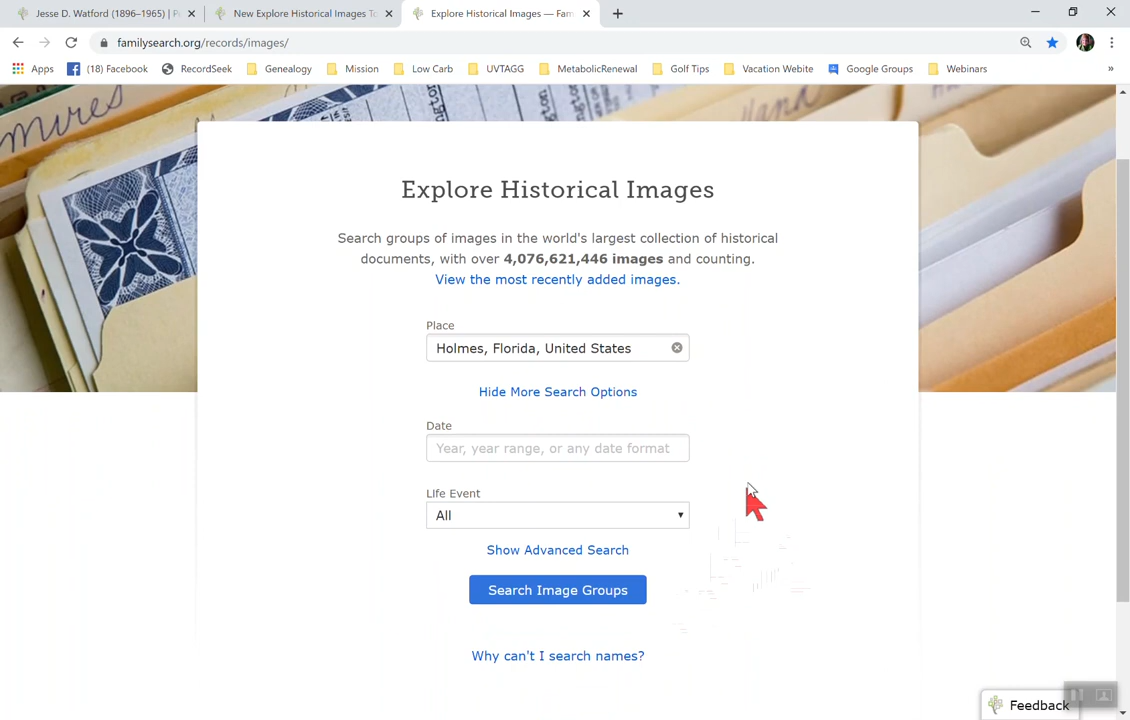 Jesse D. Watford (1896–1965) | P
New Explore Historical Images To
Explore Historical Images — Fam
familysearch.org/records/images/
Apps
(18) Facebook
RecordSeek
Genealogy
Mission
Low Carb
UVTAGG
MetabolicRenewal
Golf Tips
Vacation Webite
Google Groups
Webinars
»
Explore Historical Images
Search groups of images in the world's largest collection of historical
documents, with over 4,076,621,446 images and counting.
View the most recently added images.
Place
Holmes, Florida, United States
Hide More Search Options
Date
Year, year range, or any date format
Life Event
All
Show Advanced Search
Search Image Groups
Why can't I search names?
Feedback